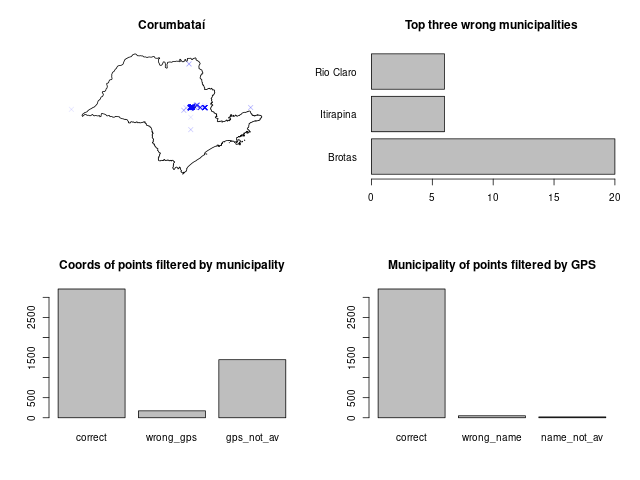 Corumbataí
Top three wrong municipalities
Rio Claro
Itirapina
Brotas
0 5 10 15 20
Coords of points filtered by municipality
0 500 1500 2500
correct wrong_gps gps_not_av
Municipality of points filtered by GPS
0 500 1500 2500
correct wrong_name name_not_av